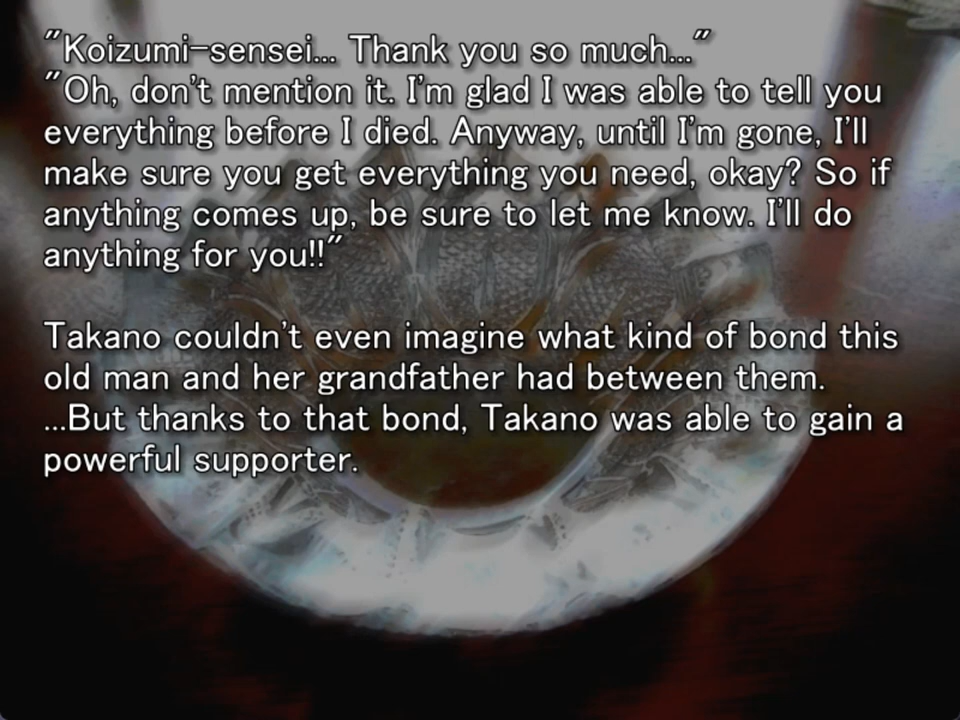 "Koizumi-sensei... Thank you so much..."
"Oh, don't mention it. I'm glad I was able to tell you
everything before I died. Anyway, until I'm gone, I'll
make sure you get everything you need, okay? So if
anything comes up, be sure to let me know. I'll do
anything for you!!"
Takano couldn't even imagine what kind of bond this
old man and her grandfather had between them.
...But thanks to that bond, Takano was able to gain a
powerful supporter.